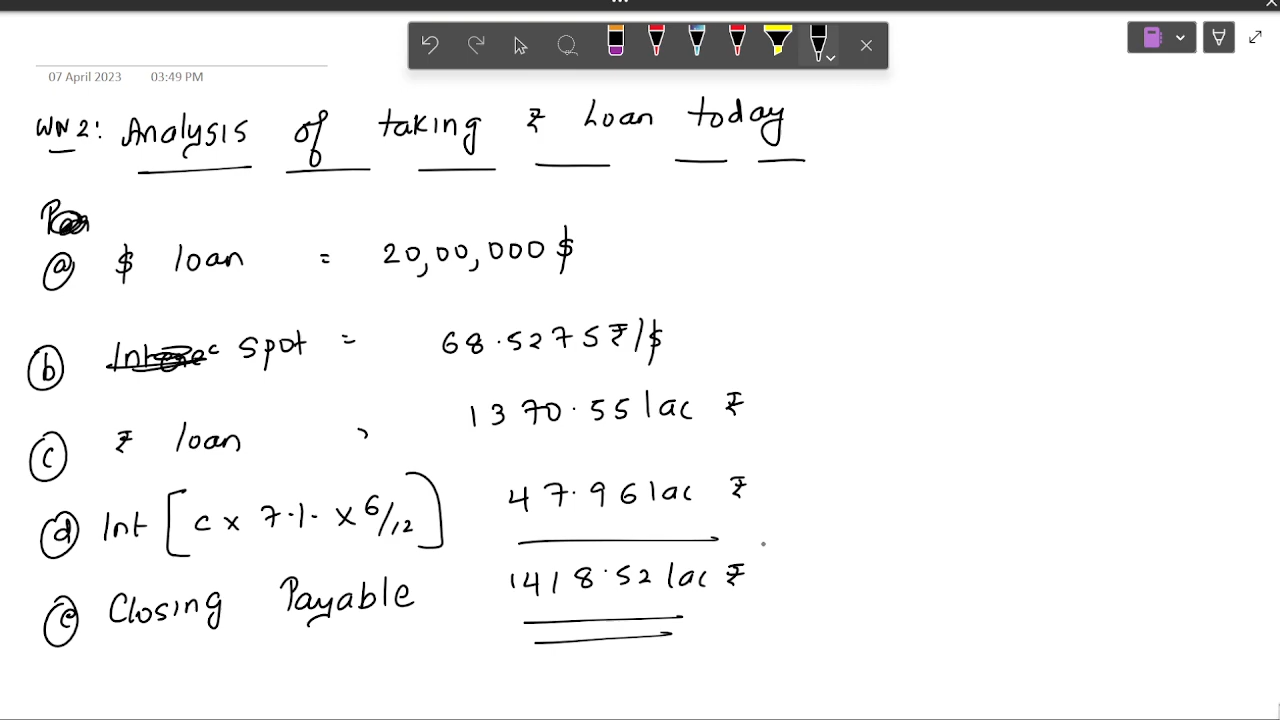 07 April 2023 03:49 PM
WN 2: Analysis of taking ₹ Loan today
(a) $ loan = 20,00,000 $
(b) spot = 68.5275 ₹/$
(c) ₹ loan , 1370.55 lac ₹
(d) Int [c x 7.1. x 6/12] 47.96 lac ₹
(e) Closing Payable 1418.52 lac ₹